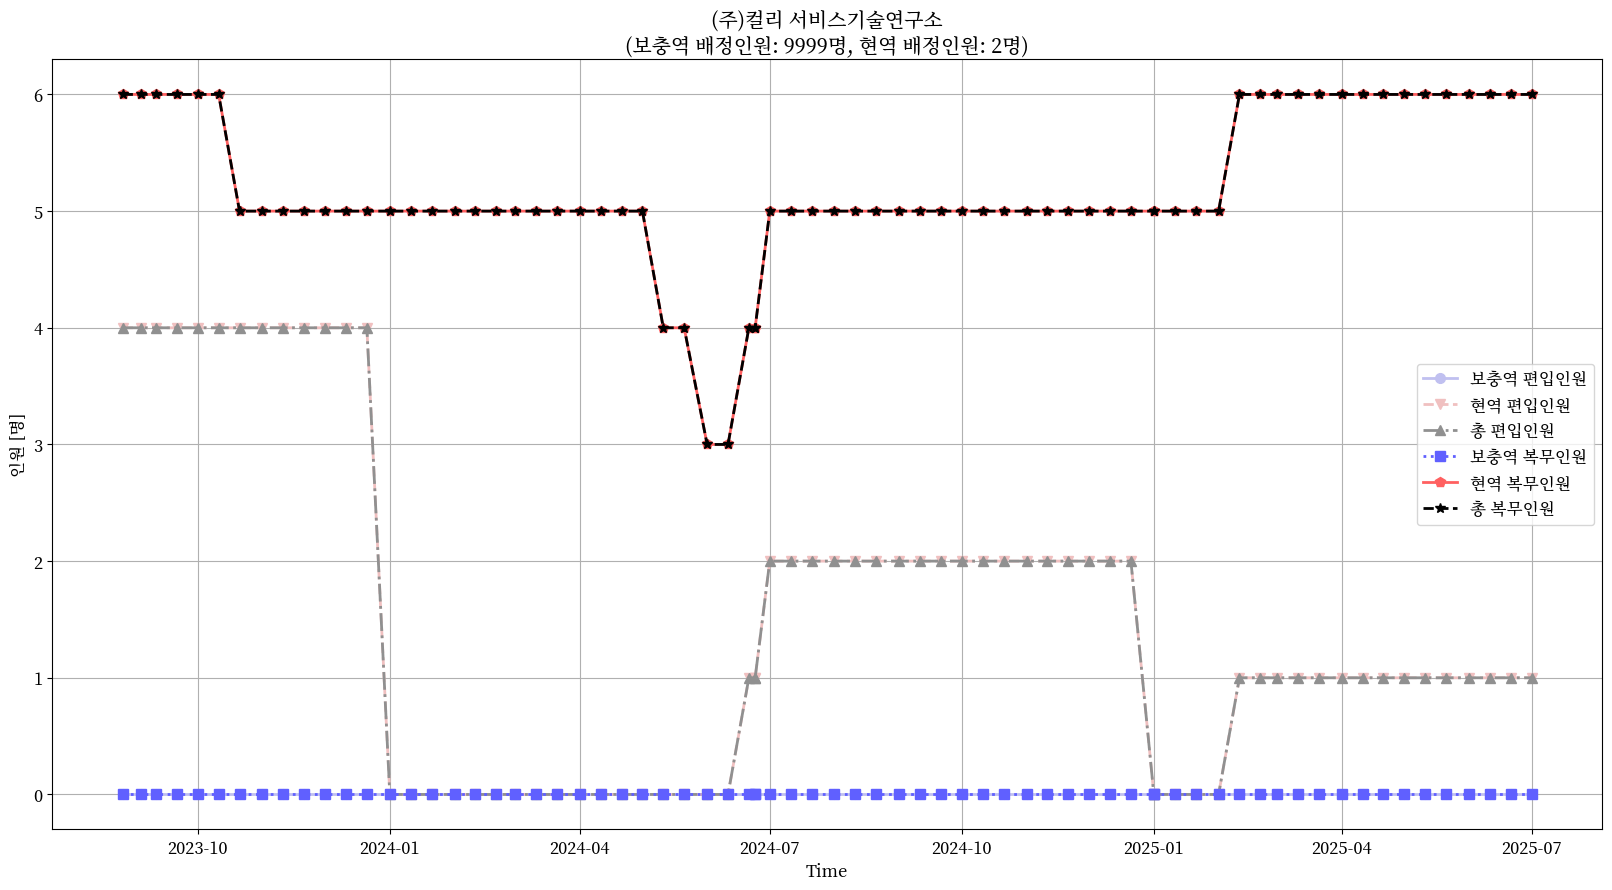 (주)컬리 서비스기술연구소
(보충역 배정인원: 9999명, 현역 배정인원: 2명)
인원 [명]
6
5
4
3
2
1
0
보충역 편입인원
현역 편입인원
총 편입인원
보충역 복무인원
현역 복무인원
총 복무인원
2023-10
2024-01
2024-04
2024-07
2024-10
2025-01
2025-04
2025-07
Time